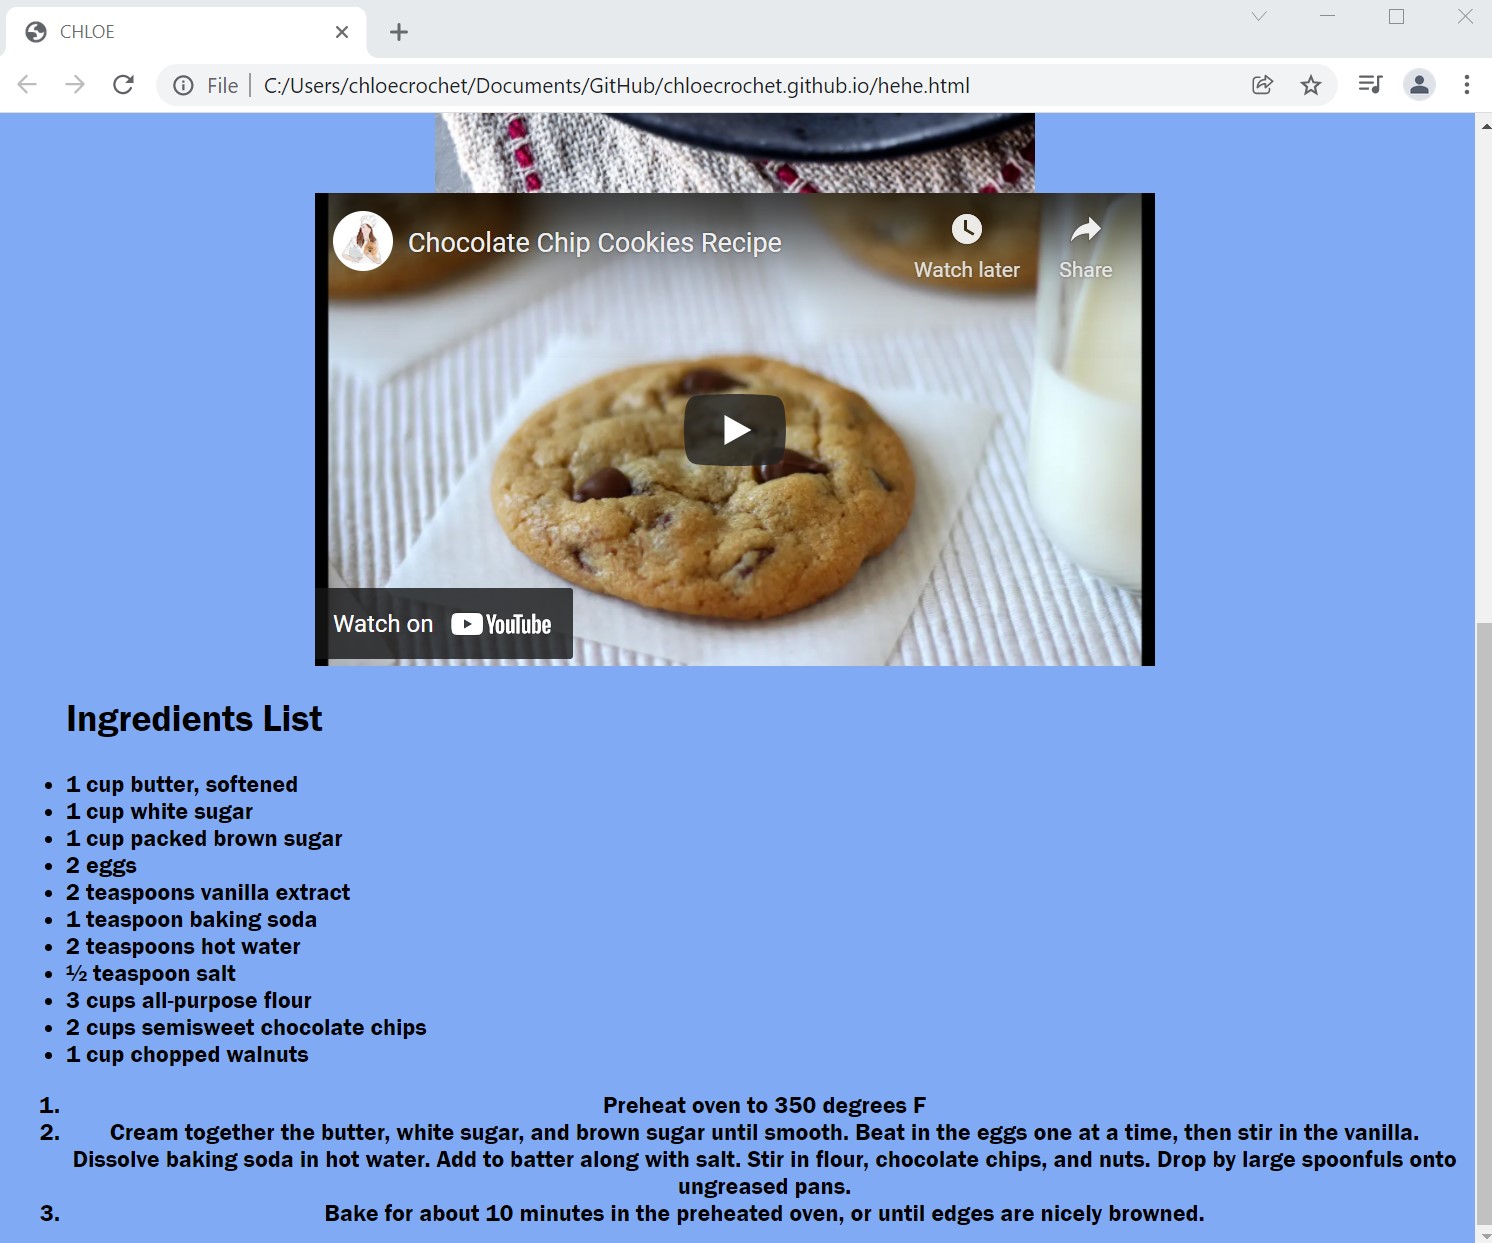 CHLOE
File | C:/Users/chloecrochet/Documents/GitHub/chloecrochet.github.io/hehe.html
Chocolate Chip Cookies Recipe
Watch later
Share
Watch on YouTube
Ingredients List
• 1 cup butter, softened
• 1 cup white sugar
• 1 cup packed brown sugar
• 2 eggs
• 2 teaspoons vanilla extract
• 1 teaspoon baking soda
• 2 teaspoons hot water
• ½ teaspoon salt
• 3 cups all-purpose flour
• 2 cups semisweet chocolate chips
• 1 cup chopped walnuts
1. Preheat oven to 350 degrees F
2. Cream together the butter, white sugar, and brown sugar until smooth. Beat in the eggs one at a time, then stir in the vanilla.
Dissolve baking soda in hot water. Add to batter along with salt. Stir in flour, chocolate chips, and nuts. Drop by large spoonfuls onto
ungreased pans.
3. Bake for about 10 minutes in the preheated oven, or until edges are nicely browned.